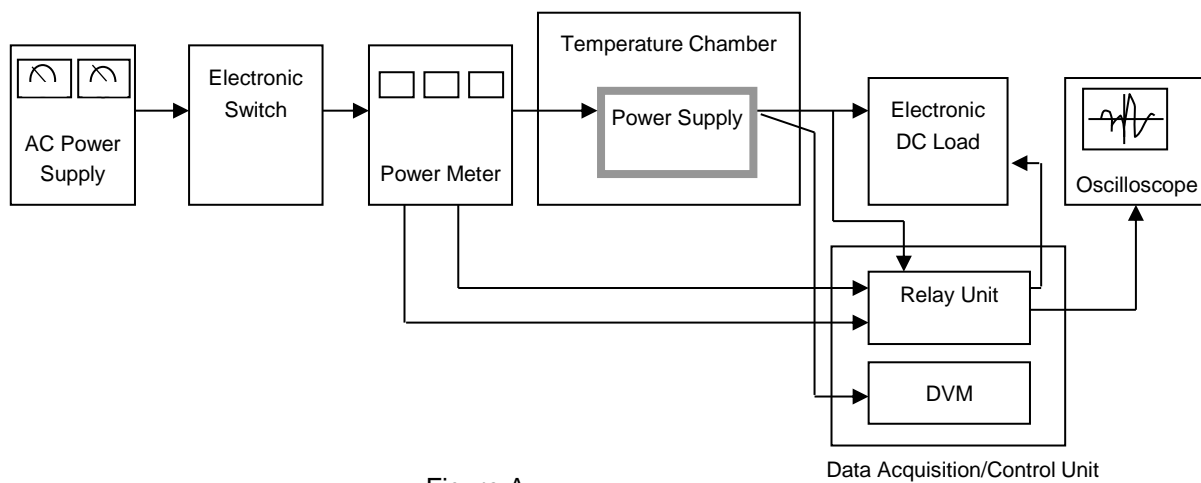 AC Power
Supply
Electronic
Switch
Power Meter
Temperature Chamber
Power Supply
Electronic
DC Load
Oscilloscope
Relay Unit
DVM
Data Acquisition/Control Unit
Figure A